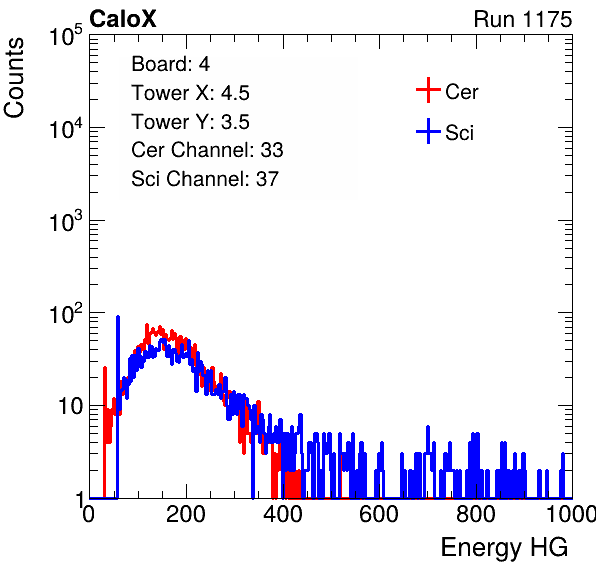 CaloX Run 1175
Counts
10^5
10^4
10^3
10^2
10
1
Board: 4
Tower X: 4.5
Tower Y: 3.5
Cer Channel: 33
Sci Channel: 37
Cer
Sci
0 200 400 600 800 1000
Energy HG